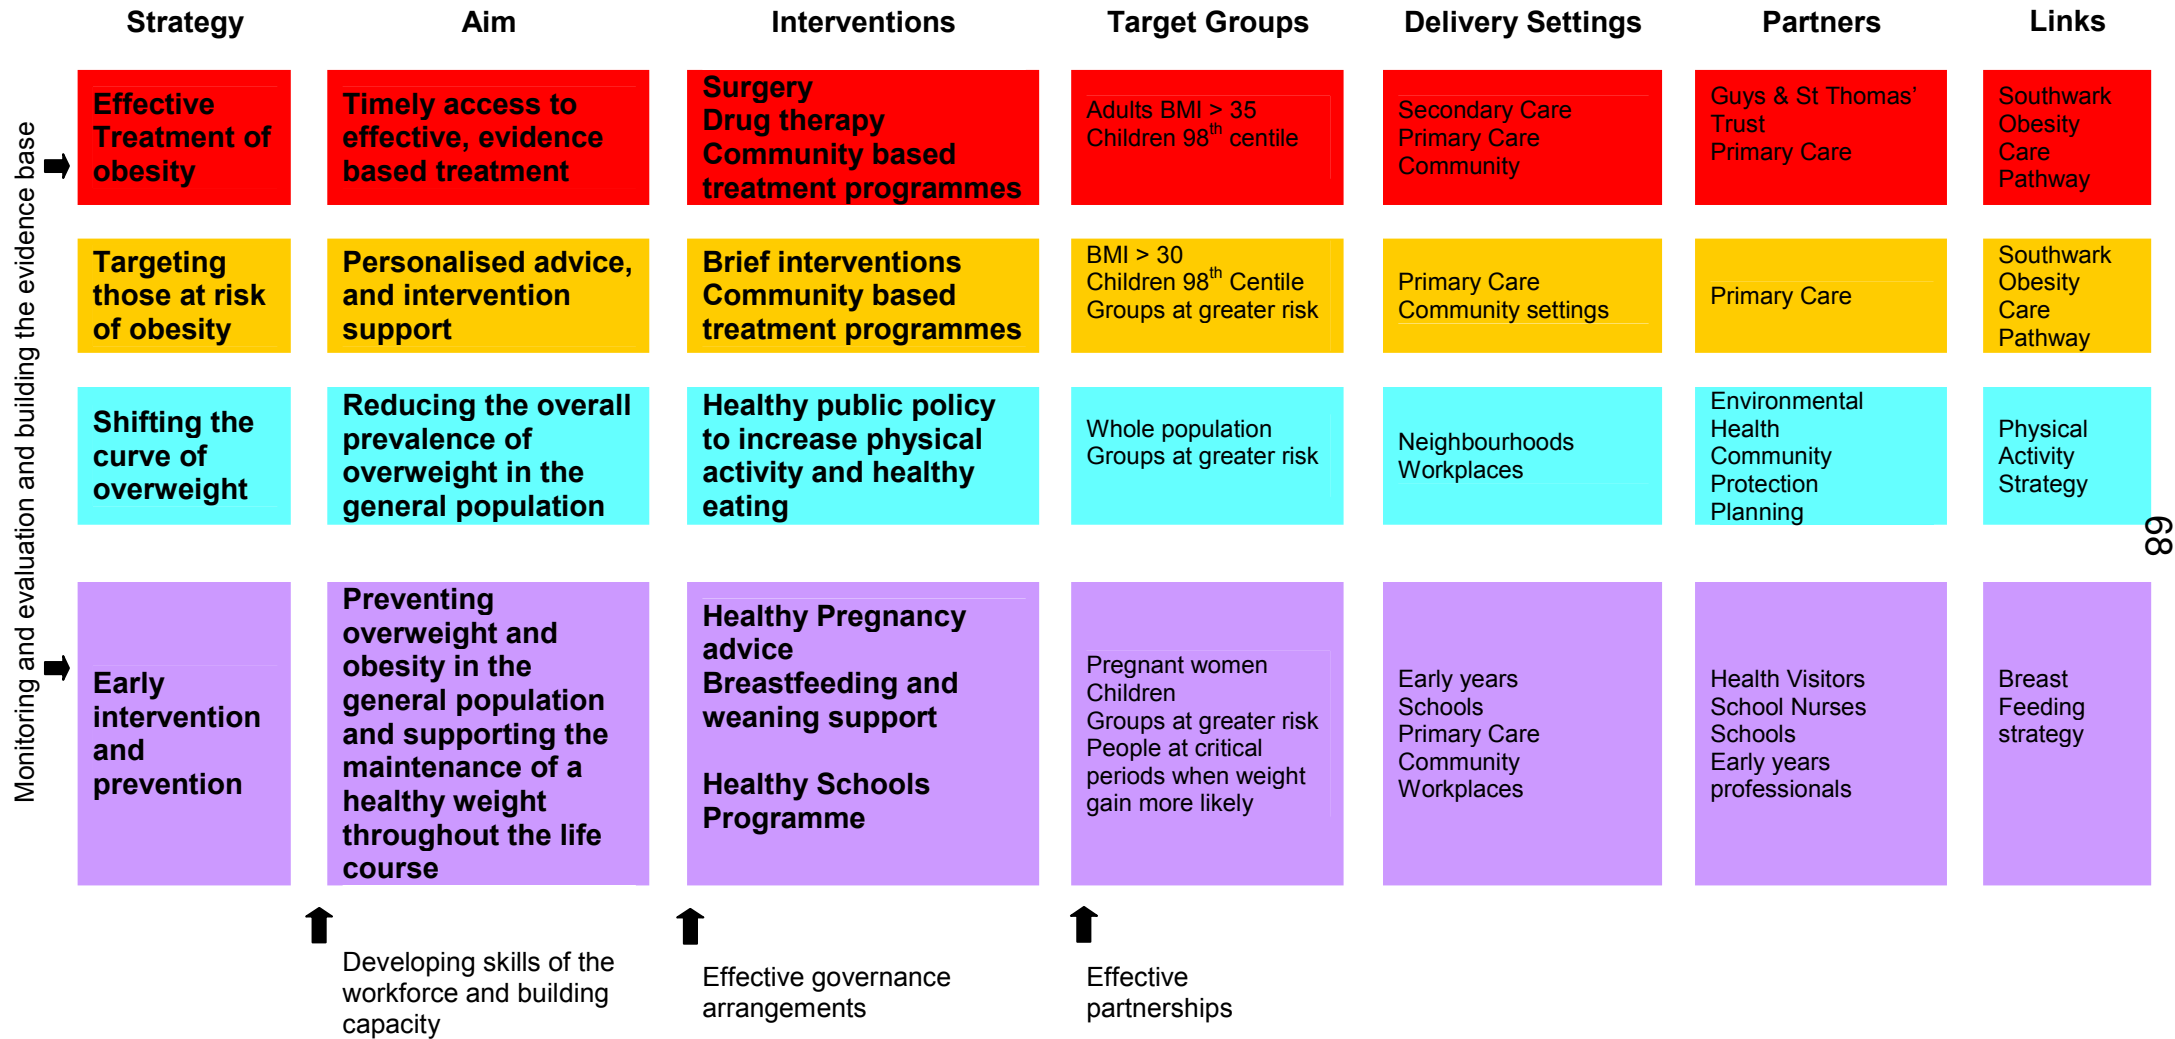 Strategy
Aim
Interventions
Target Groups
Delivery Settings
Partners
Links
Monitoring and evaluation and building the evidence base
Effective
Treatment of
obesity
Timely access to
effective, evidence
based treatment
Surgery
Drug therapy
Community based
treatment programmes
Adults BMI > 35
Children 98th centile
Secondary Care
Primary Care
Community
Guys & St Thomas’
Trust
Primary Care
Southwark
Obesity
Care
Pathway
Targeting
those at risk
of obesity
Personalised advice,
and intervention
support
Brief interventions
Community based
treatment programmes
BMI > 30
Children 98th Centile
Groups at greater risk
Primary Care
Community settings
Primary Care
Southwark
Obesity
Care
Pathway
Shifting the
curve of
overweight
Reducing the overall
prevalence of
overweight in the
general population
Healthy public policy
to increase physical
activity and healthy
eating
Whole population
Groups at greater risk
Neighbourhoods
Workplaces
Environmental
Health
Community
Protection
Planning
Physical
Activity
Strategy
68
Early
intervention
and
prevention
Preventing
overweight and
obesity in the
general population
and supporting the
maintenance of a
healthy weight
throughout the life
course
Healthy Pregnancy
advice
Breastfeeding and
weaning support
Healthy Schools
Programme
Pregnant women
Children
Groups at greater risk
People at critical
periods when weight
gain more likely
Early years
Schools
Primary Care
Community
Workplaces
Health Visitors
School Nurses
Schools
Early years
professionals
Breast
Feeding
strategy
Developing skills of the
workforce and building
capacity
Effective governance
arrangements
Effective
partnerships